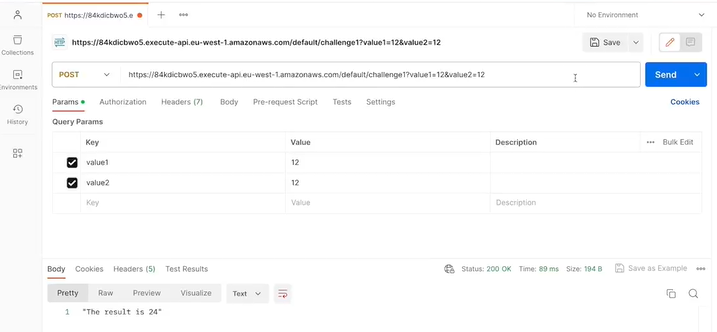 POST https://84kdicbwo5.e
No Environment
https://84kdicbwo5.execute-api.eu-west-1.amazonaws.com/default/challenge1?value1=12&value2=12
Save
Collections
POST
https://84kdicbwo5.execute-api.eu-west-1.amazonaws.com/default/challenge1?value1=12&value2=12
Send
Environments
Params Authorization Headers (7) Body Pre-request Script Tests Settings Cookies
History
Query Params
Key Value Description Bulk Edit
value1 12
value2 12
Key Value Description
Body Cookies Headers (5) Test Results Status: 200 OK Time: 89 ms Size: 194 B Save as Example
Pretty Raw Preview Visualize Text
1 "The result is 24"